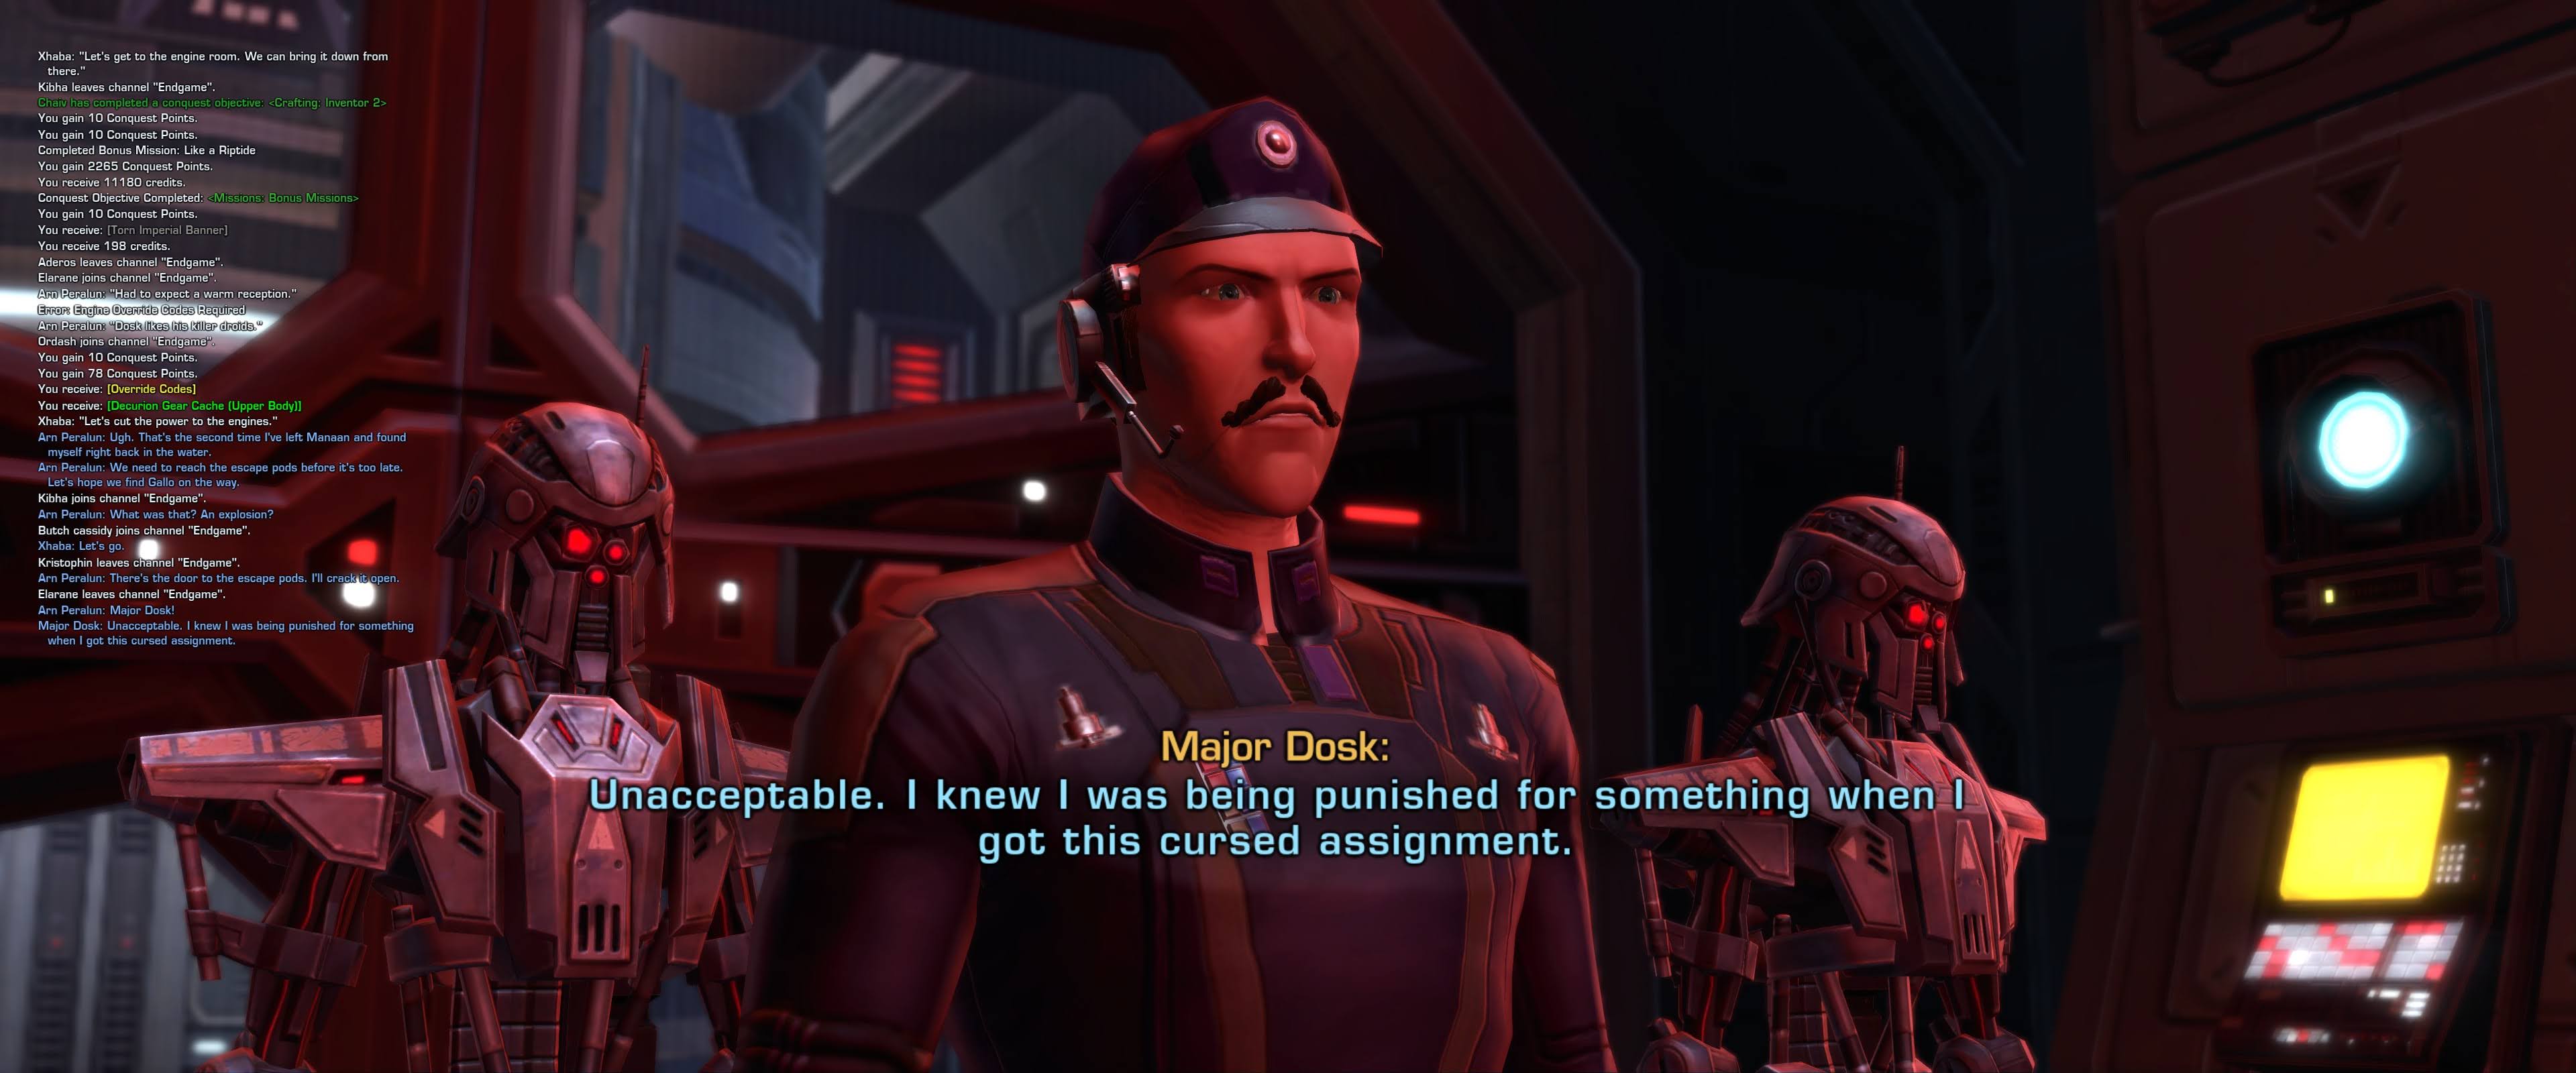 Xhaba: "Let's get to the engine room. We can bring it down from
there."
Kibha leaves channel "Endgame".
Chaiv has completed a conquest objective: <Crafting: Inventor 2>
You gain 10 Conquest Points.
You gain 10 Conquest Points.
Completed Bonus Mission: Like a Riptide
You gain 2265 Conquest Points.
You receive 11180 credits.
Conquest Objective Completed: <Missions: Bonus Missions>
You gain 10 Conquest Points.
You receive: [Torn Imperial Banner]
You receive 198 credits.
Aderos leaves channel "Endgame".
Elarane joins channel "Endgame".
Arn Peralun: "Had to expect a warm reception."
Error: Engine Override Codes Required
Arn Peralun: "Dosk likes his killer droids."
Ordash joins channel "Endgame".
You gain 10 Conquest Points.
You gain 78 Conquest Points.
You receive: [Override Codes]
You receive: [Decurion Gear Cache (Upper Body)]
Xhaba: "Let's cut the power to the engines."
Arn Peralun: Ugh. That's the second time I've left Manaan and found
myself right back in the water.
Arn Peralun: We need to reach the escape pods before it's too late.
Let's hope we find Gallo on the way.
Kibha joins channel "Endgame".
Arn Peralun: What was that? An explosion?
Butch cassidy joins channel "Endgame".
Xhaba: Let's go.
Kristophin leaves channel "Endgame".
Arn Peralun: There's the door to the escape pods. I'll crack it open.
Elarane leaves channel "Endgame".
Arn Peralun: Major Dosk!
Major Dosk: Unacceptable. I knew I was being punished for something
when I got this cursed assignment.
Major Dosk:
Unacceptable. I knew I was being punished for something when I
got this cursed assignment.